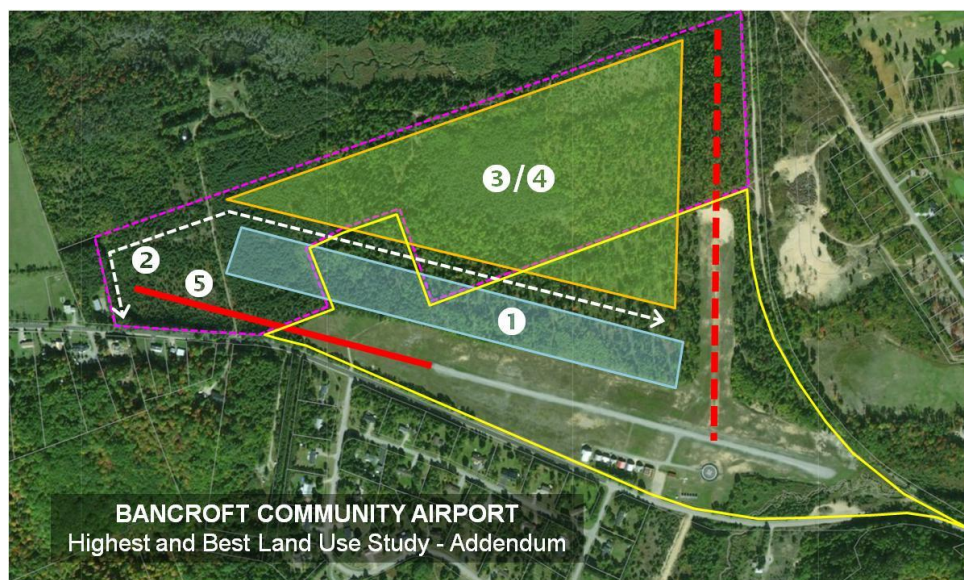 3/4
2
5
1
BANCROFT COMMUNITY AIRPORT
Highest and Best Land Use Study - Addendum